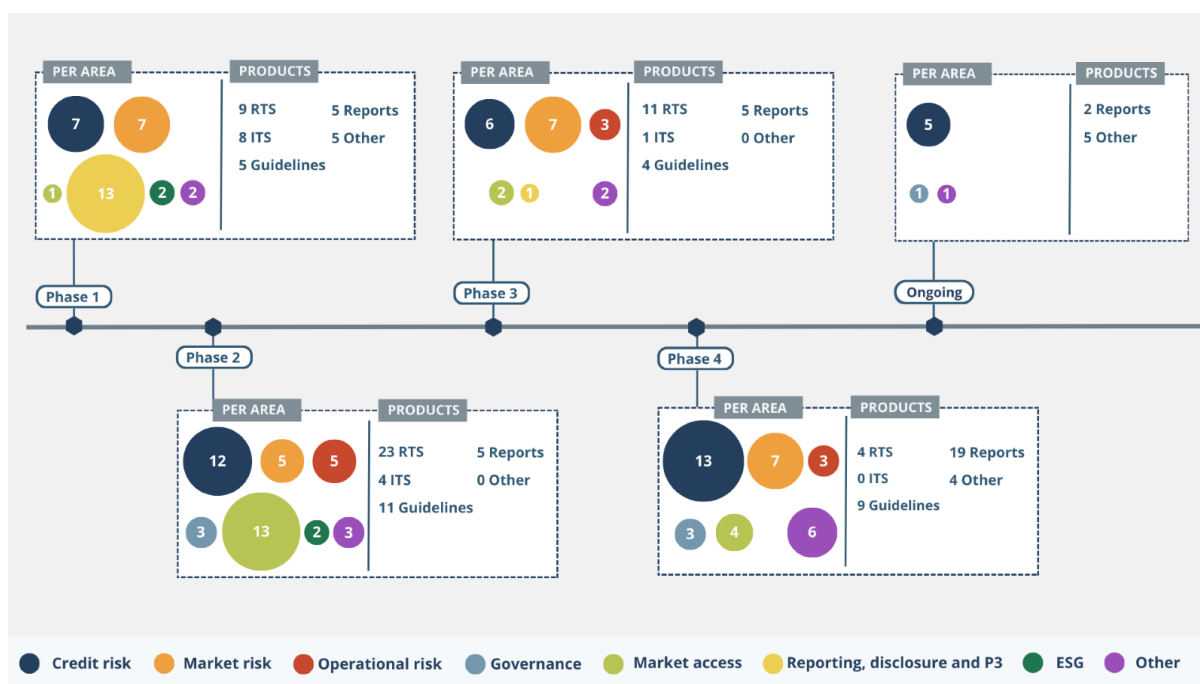 PER AREA
PRODUCTS
7
7
1
13
2
2
9 RTS
5 Reports
8 ITS
5 Other
5 Guidelines
Phase 1
PER AREA
PRODUCTS
6
7
3
2
1
2
11 RTS
5 Reports
1 ITS
0 Other
4 Guidelines
Phase 3
PER AREA
PRODUCTS
5
1
1
2 Reports
5 Other
Ongoing
Phase 2
PER AREA
PRODUCTS
12
5
5
3
13
2
3
23 RTS
5 Reports
4 ITS
0 Other
11 Guidelines
Phase 4
PER AREA
PRODUCTS
13
7
3
3
4
6
4 RTS
19 Reports
0 ITS
4 Other
9 Guidelines
Credit risk
Market risk
Operational risk
Governance
Market access
Reporting, disclosure and P3
ESG
Other